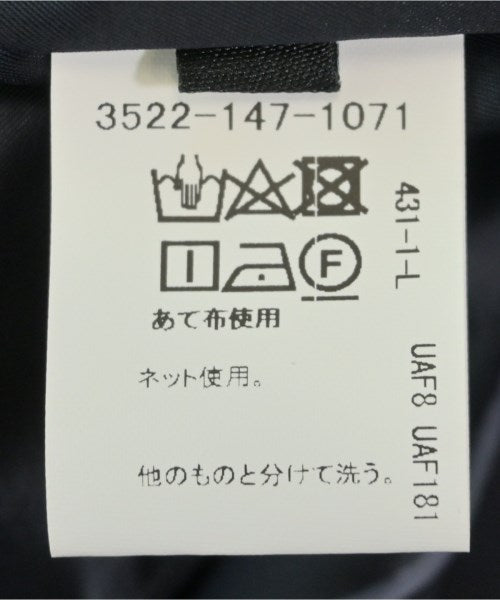 3522-147-1071
F
あて布使用
ネット使用。
他のものと分けて洗う。
431-1-L
UAF8 UAF181